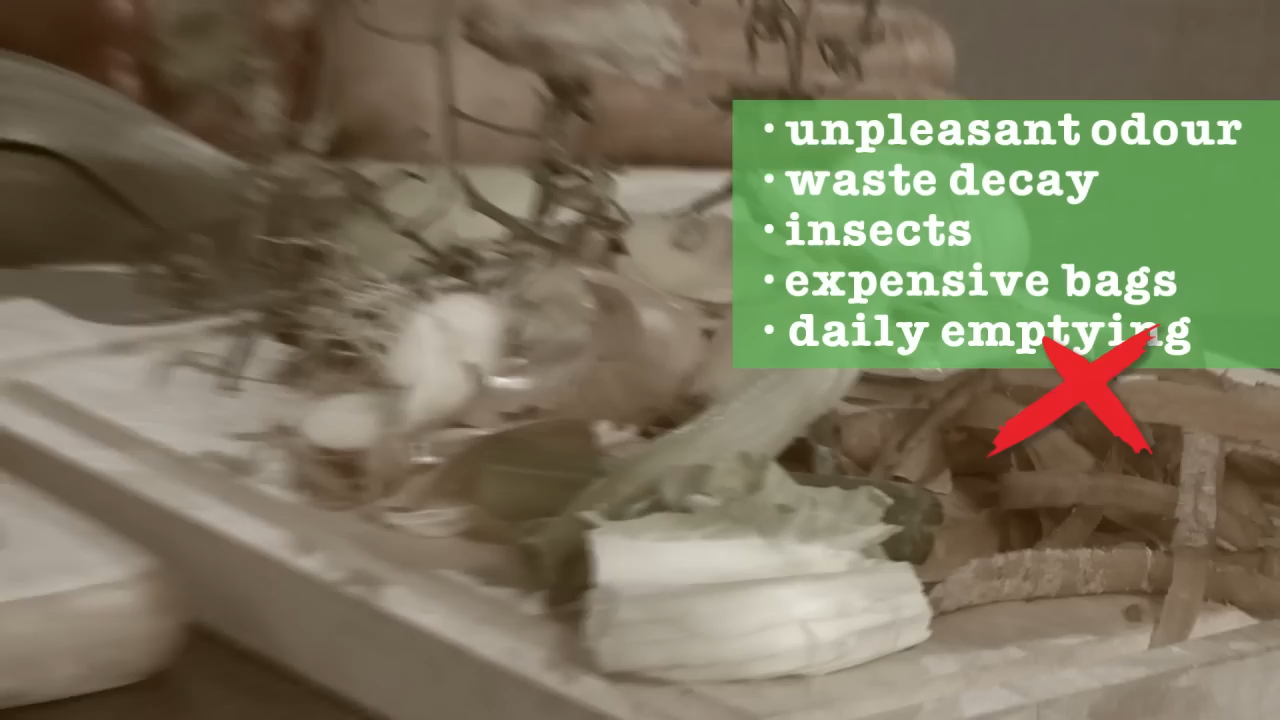 · unpleasant odour
· waste decay
· insects
· expensive bags
· daily emptying